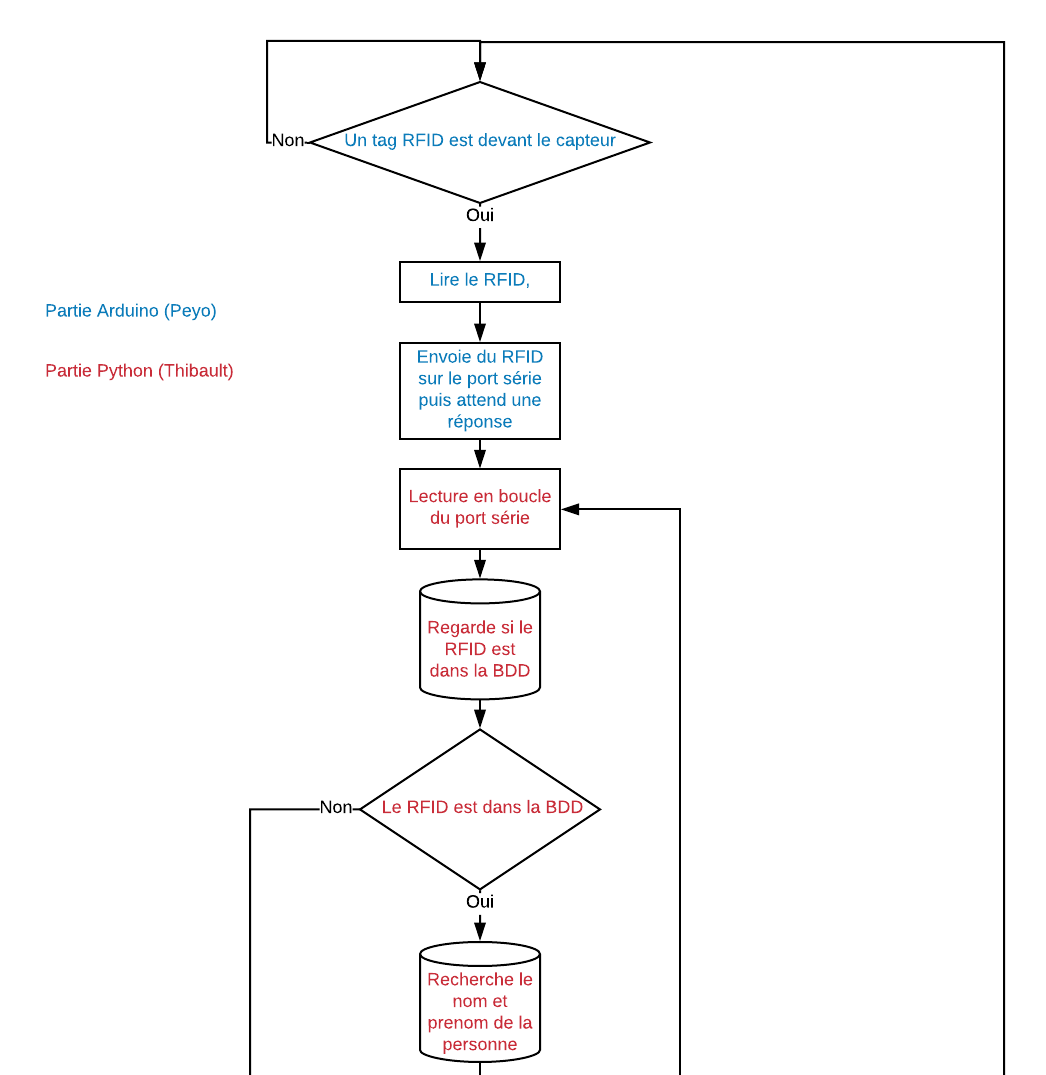 Non
Un tag RFID est devant le capteur
Oui
Lire le RFID,
Partie Arduino (Peyo)
Partie Python (Thibault)
Envoie du RFID
sur le port série
puis attend une
réponse
Lecture en boucle
du port série
Regarde si le
RFID est
dans la BDD
Non
Le RFID est dans la BDD
Oui
Recherche le
nom et
prenom de la
personne